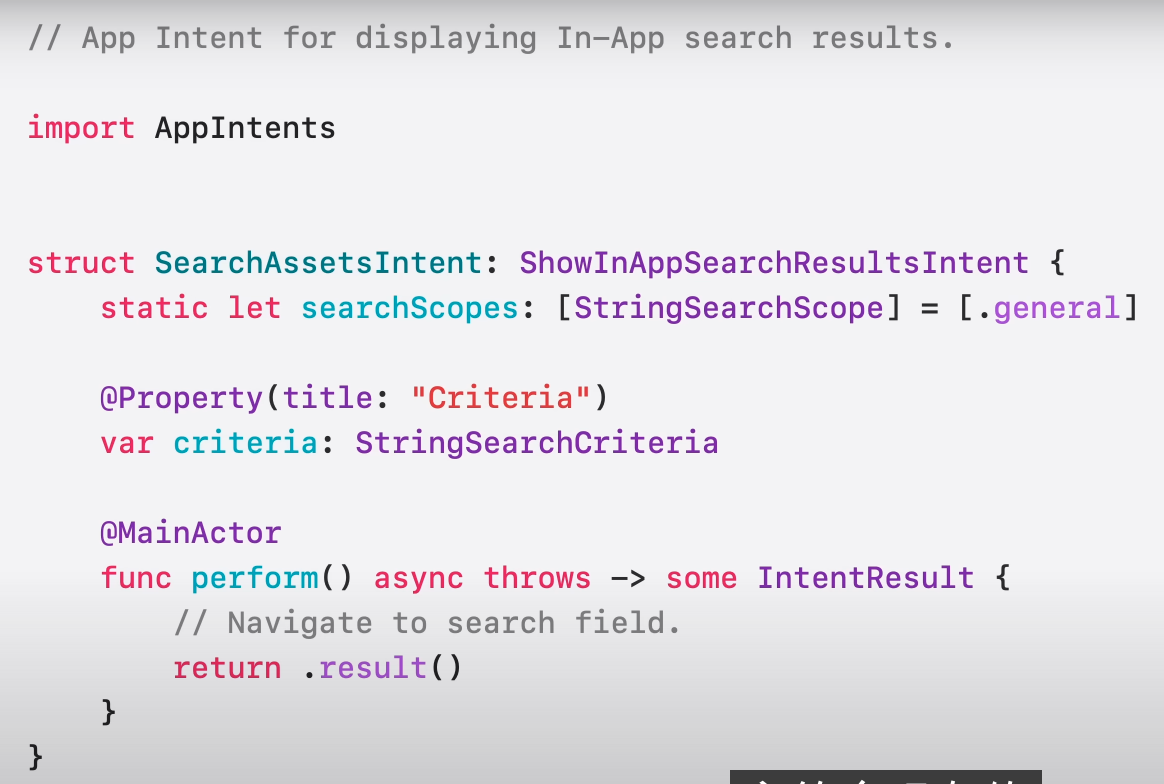 // App Intent for displaying In-App search results.
import AppIntents
struct SearchAssetsIntent: ShowInAppSearchResultsIntent {
static let searchScopes: [StringSearchScope] = [.general]
@Property(title: "Criteria")
var criteria: StringSearchCriteria
@MainActor
func perform() async throws -> some IntentResult {
// Navigate to search field.
return .result()
}
}